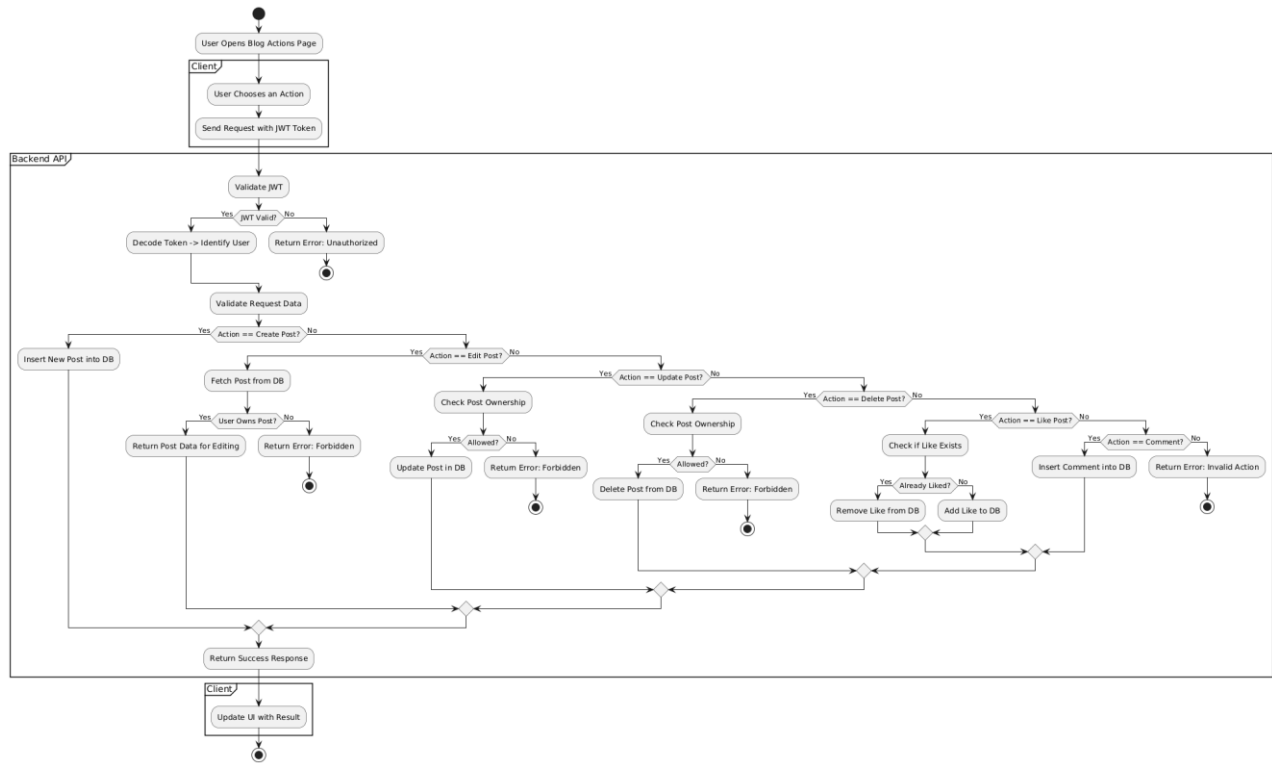 User Opens Blog Actions Page
Client
User Chooses an Action
Send Request with JWT Token
Backend API
Validate JWT
Yes JWT Valid? No
Decode Token -> Identify User
Return Error: Unauthorized
Validate Request Data
Yes Action == Create Post? No
Insert New Post into DB
Yes Action == Edit Post? No
Fetch Post from DB
Yes User Owns Post? No
Return Post Data for Editing
Return Error: Forbidden
Yes Action == Update Post? No
Check Post Ownership
Yes Allowed? No
Update Post in DB
Return Error: Forbidden
Yes Action == Delete Post? No
Check Post Ownership
Yes Allowed? No
Delete Post from DB
Return Error: Forbidden
Yes Action == Like Post? No
Check if Like Exists
Yes Already Liked? No
Remove Like from DB
Add Like to DB
Yes Action == Comment? No
Insert Comment into DB
Return Error: Invalid Action
Return Success Response
Client
Update UI with Result